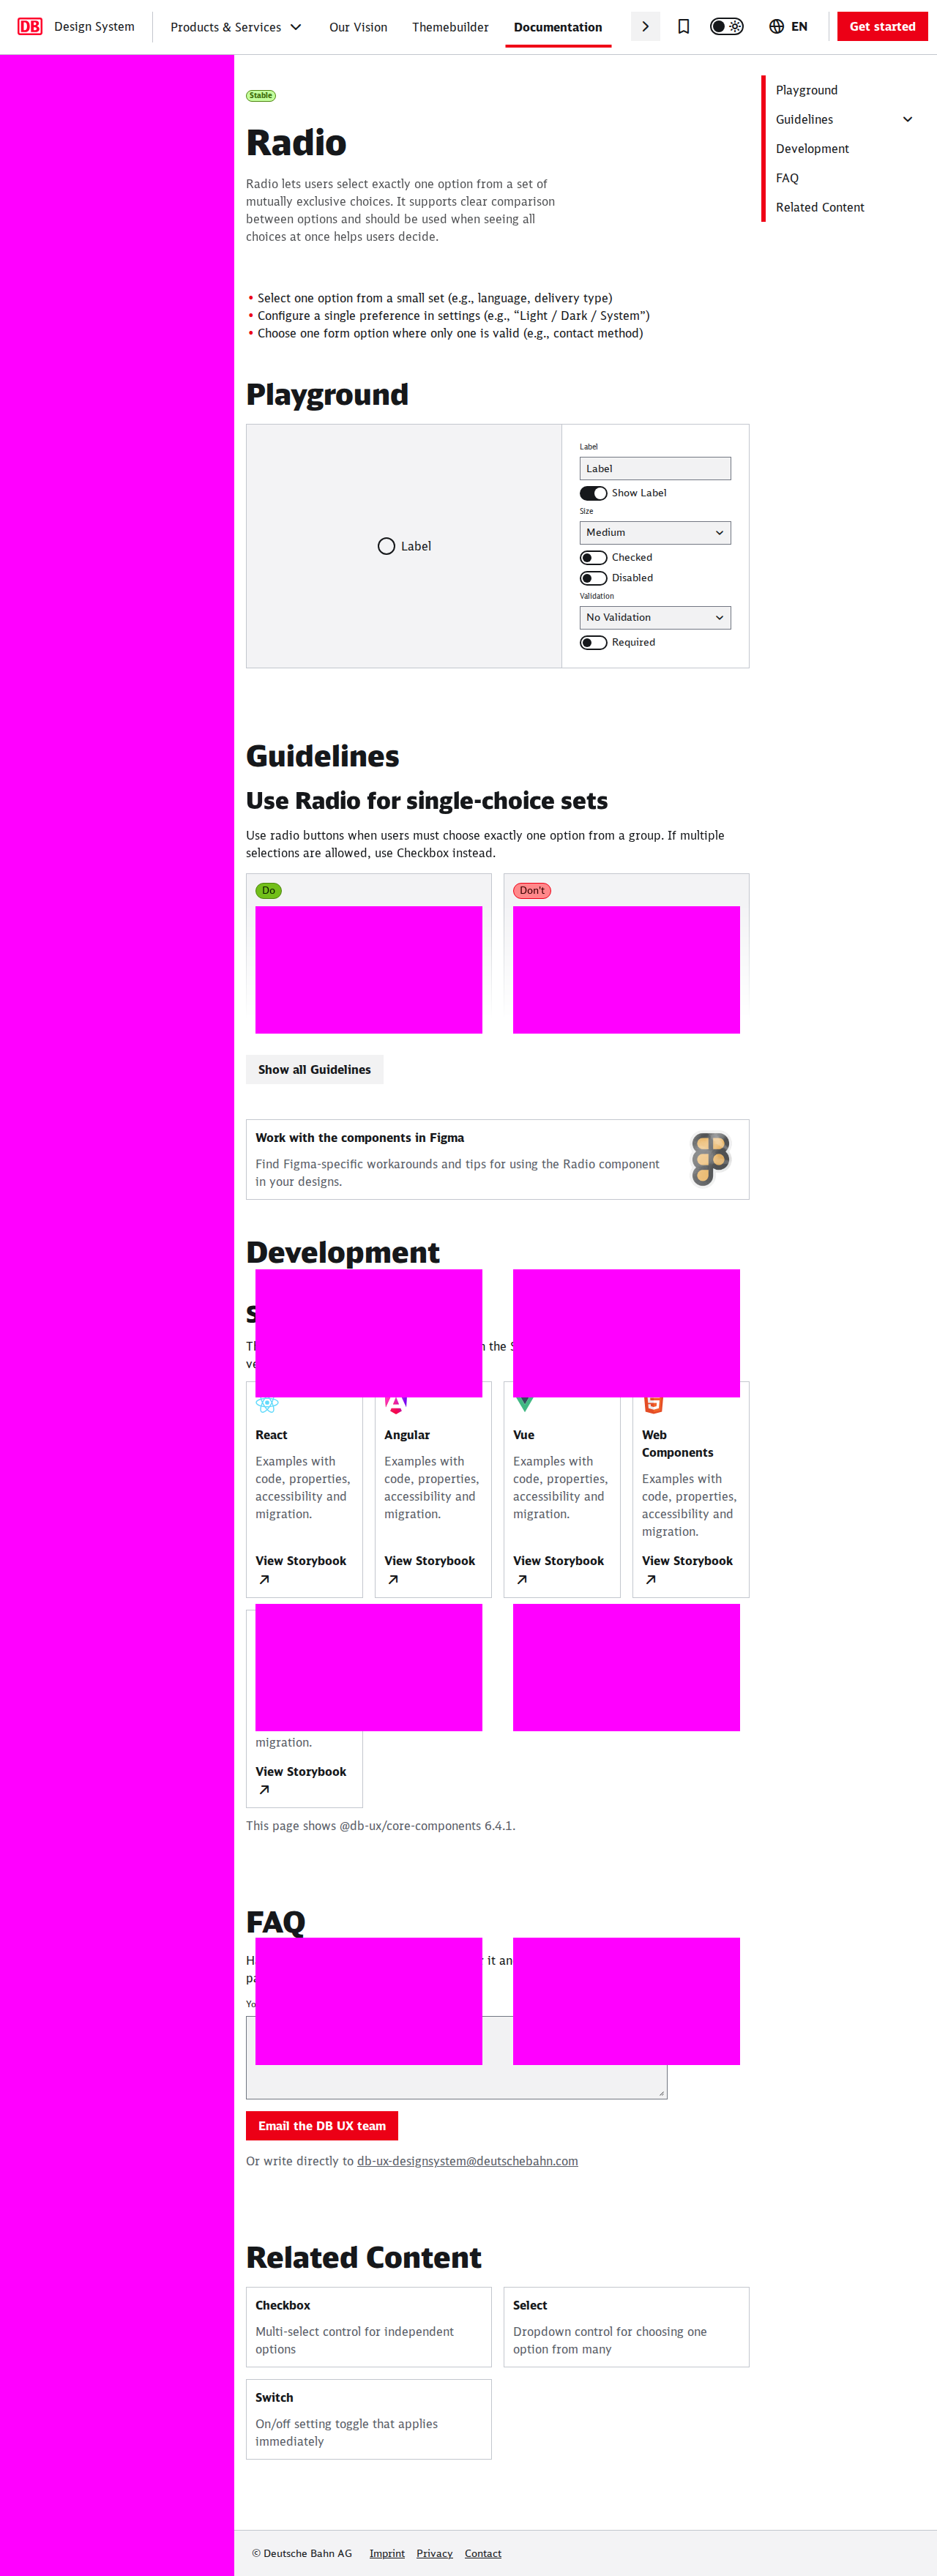 DB Design System Products & Services Our Vision Themebuilder Documentation EN Get started
Stable
Radio
Radio lets users select exactly one option from a set of
mutually exclusive choices. It supports clear comparison
between options and should be used when seeing all
choices at once helps users decide.
Playground
Guidelines
Development
FAQ
Related Content
• Select one option from a small set (e.g., language, delivery type)
• Configure a single preference in settings (e.g., “Light / Dark / System”)
• Choose one form option where only one is valid (e.g., contact method)
Playground
Label
Label
Label
Show Label
Size
Medium
Checked
Disabled
Validation
No Validation
Required
Guidelines
Use Radio for single-choice sets
Use radio buttons when users must choose exactly one option from a group. If multiple
selections are allowed, use Checkbox instead.
Do
Don't
Show all Guidelines
Work with the components in Figma
Find Figma-specific workarounds and tips for using the Radio component
in your designs.
Development
the
React
Examples with
code, properties,
accessibility and
migration.
View Storybook
Angular
Examples with
code, properties,
accessibility and
migration.
View Storybook
Vue
Examples with
code, properties,
accessibility and
migration.
View Storybook
Web
Components
Examples with
code, properties,
accessibility and
migration.
View Storybook
migration.
View Storybook
This page shows @db-ux/core-components 6.4.1.
FAQ
it
Email the DB UX team
Or write directly to db-ux-designsystem@deutschebahn.com
Related Content
Checkbox
Multi-select control for independent
options
Select
Dropdown control for choosing one
option from many
Switch
On/off setting toggle that applies
immediately
© Deutsche Bahn AG Imprint Privacy Contact